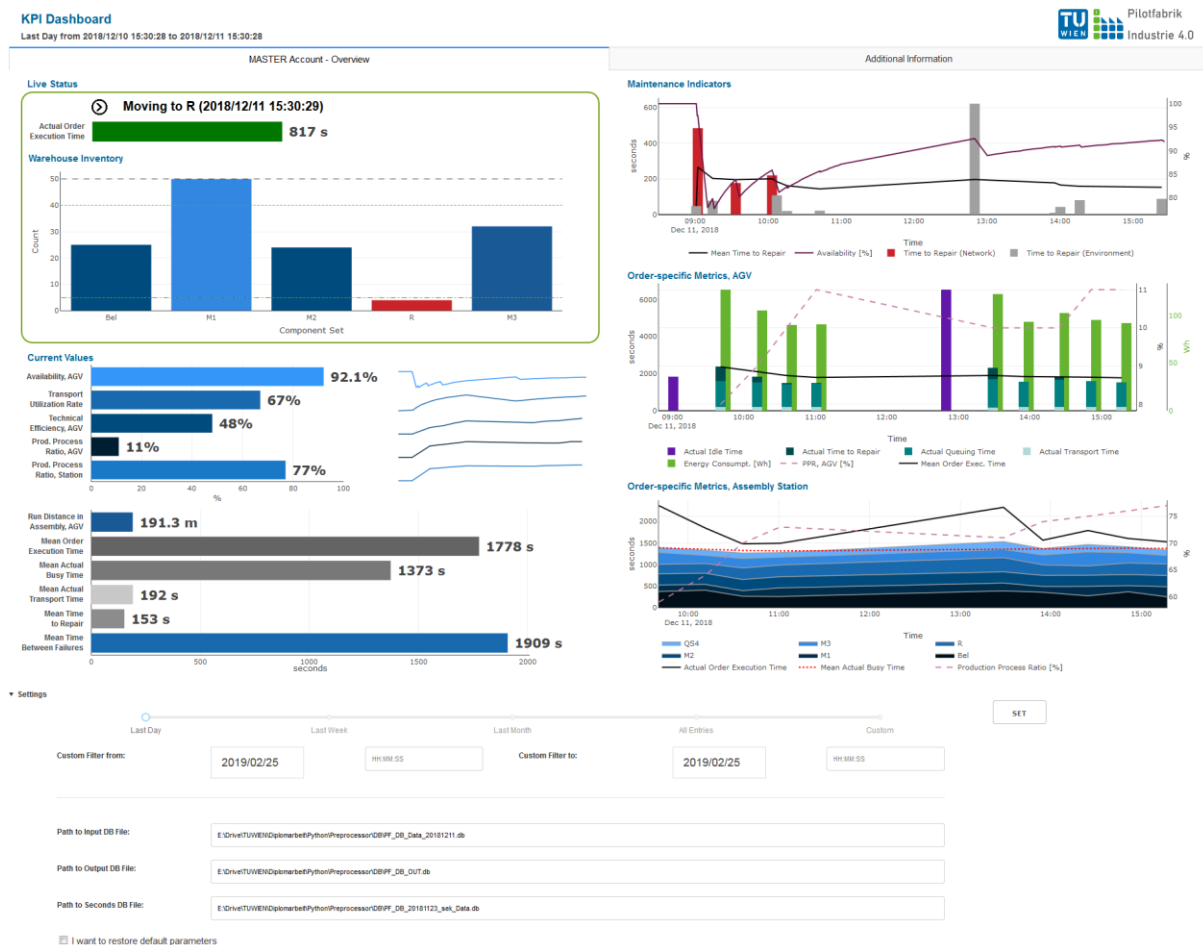 KPI Dashboard
Last Day from 2018/12/10 15:30:28 to 2018/12/11 15:30:28
TU
WIEN
Pilotfabrik
Industrie 4.0
MASTER Account - Overview
Additional Information
Live Status
Moving to R (2018/12/11 15:30:29)
Actual Order
Execution Time
817 s
Warehouse Inventory
50
40
30
20
10
0
Count
Bel
M1
M2
R
M3
Component Set
Current Values
Availability, AGV
92.1%
Transport
Utilization Rate
67%
Technical
Efficiency, AGV
48%
Prod. Process
Ratio, AGV
11%
Prod. Process
Ratio, Station
77%
0
20
40
60
80
100
%
Run Distance in
Assembly, AGV
191.3 m
Mean Order
Execution Time
1778 s
Mean Actual
Busy Time
1373 s
Mean Actual
Transport Time
192 s
Mean Time
to Repair
153 s
Mean Time
Between Failures
1909 s
0
500
1000
1500
2000
seconds
Maintenance Indicators
600
400
200
0
seconds
100
95
90
85
80
%
09:00
10:00
11:00
12:00
13:00
14:00
15:00
Dec 11, 2018
Time
Mean Time to Repair
Availability [%]
Time to Repair (Network)
Time to Repair (Environment)
Order-specific Metrics, AGV
6000
4000
2000
0
seconds
11
10
9
8
%
100
50
0
Wh
09:00
10:00
11:00
12:00
13:00
14:00
15:00
Dec 11, 2018
Time
Actual Idle Time
Actual Time to Repair
Actual Queuing Time
Actual Transport Time
Energy Consumpt. [Wh]
PPR, AGV [%]
Mean Order Exec. Time
Order-specific Metrics, Assembly Station
2000
1500
1000
500
0
seconds
75
70
65
60
%
10:00
11:00
12:00
13:00
14:00
15:00
Dec 11, 2018
Time
QS4
M3
R
M2
M1
Bel
Actual Order Execution Time
Mean Actual Busy Time
Production Process Ratio [%]
Settings
Last Day
Last Week
Last Month
All Entries
Custom
SET
Custom Filter from:
2019/02/25
HH:MM:SS
Custom Filter to:
2019/02/25
HH:MM:SS
Path to Input DB File:
E:\Drive\TUWIEN\Diplomarbeit\Python\Preprocessor\DB\PF_DB_Data_20181211.db
Path to Output DB File:
E:\Drive\TUWIEN\Diplomarbeit\Python\Preprocessor\DB\PF_DB_OUT.db
Path to Seconds DB File:
E:\Drive\TUWIEN\Diplomarbeit\Python\Preprocessor\DB\PF_DB_20181123_sek_Data.db
I want to restore default parameters